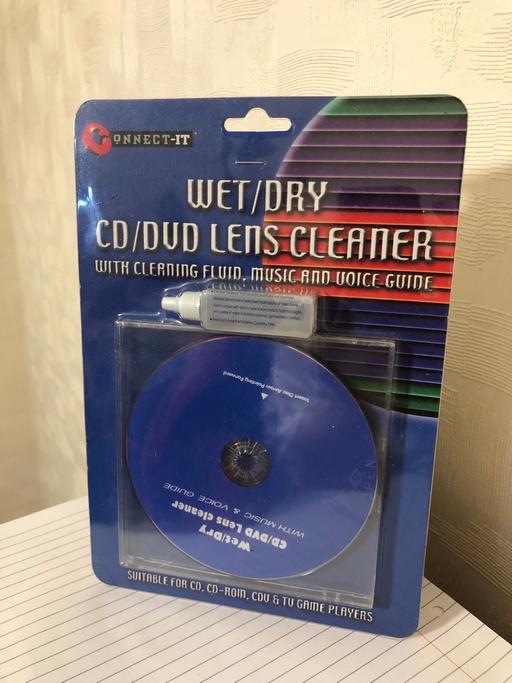 CONNECT-IT
WET/DRY
CD/DVD LENS CLEANER
WITH CLEANING FLUID, MUSIC AND VOICE GUIDE
Insert Disc Arrow Pointing Forward
OPEN
WITH MUSIC & VOICE GUIDE
CD/DVD Lens cleaner
Wet/Dry
SUITABLE FOR CD, CD-ROM, CDV & TV GAME PLAYERS